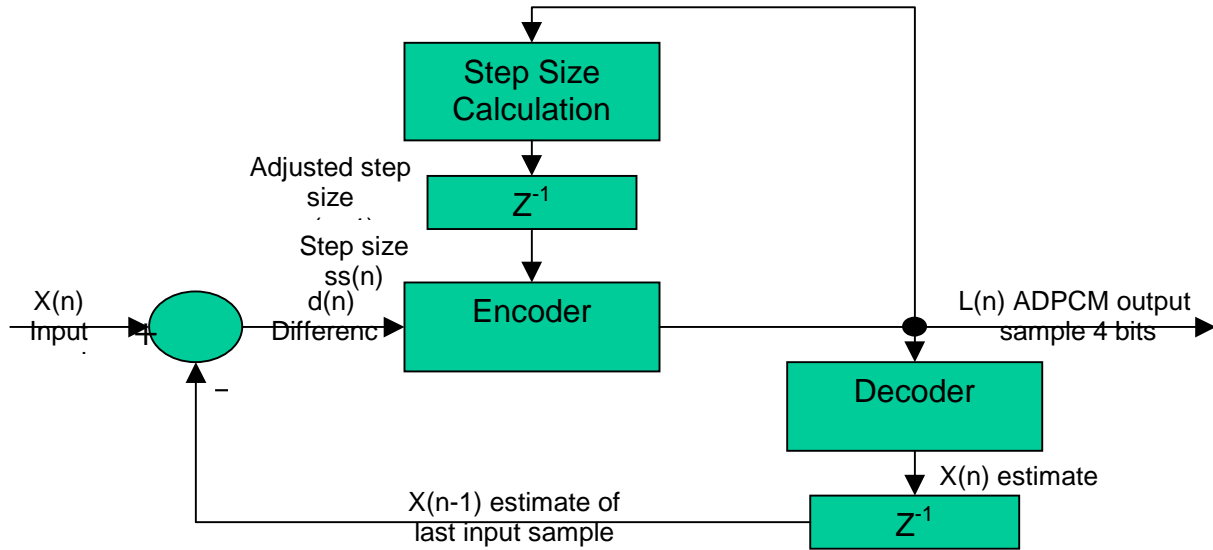 Step Size
Calculation
Adjusted step
size
Z-1
Step size
ss(n)
X(n)
Input
+
d(n)
Differenc
Encoder
L(n) ADPCM output
sample 4 bits
–
Decoder
X(n) estimate
X(n-1) estimate of
last input sample
Z-1